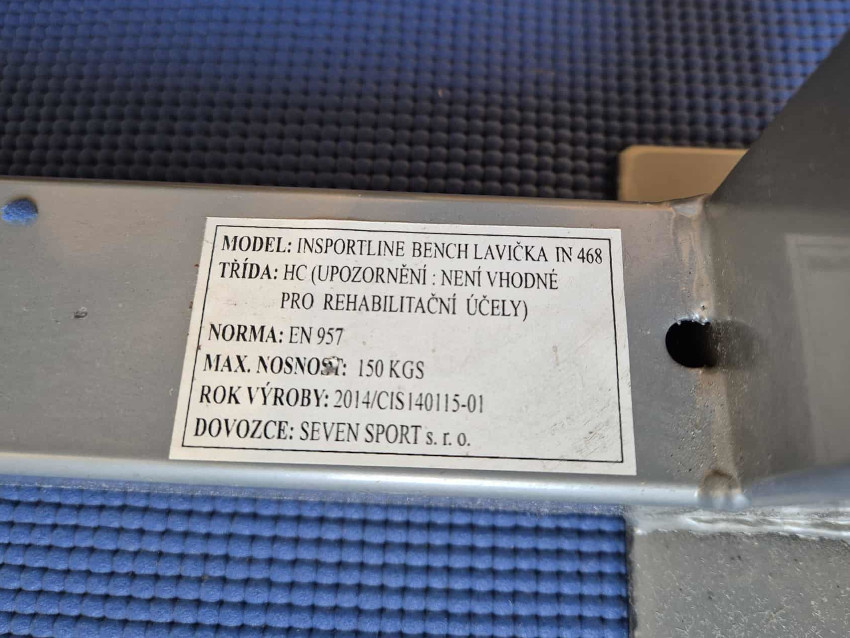 MODEL: INSPORTLINE BENCH LAVIČKA IN 468
TŘÍDA: HC (UPOZORNĚNÍ : NENÍ VHODNÉ
PRO REHABILITAČNÍ ÚČELY)
NORMA: EN 957
MAX. NOSNOST: 150 KGS
ROK VÝROBY: 2014/CIS140115-01
DOVOZCE: SEVEN SPORT s. r. o.